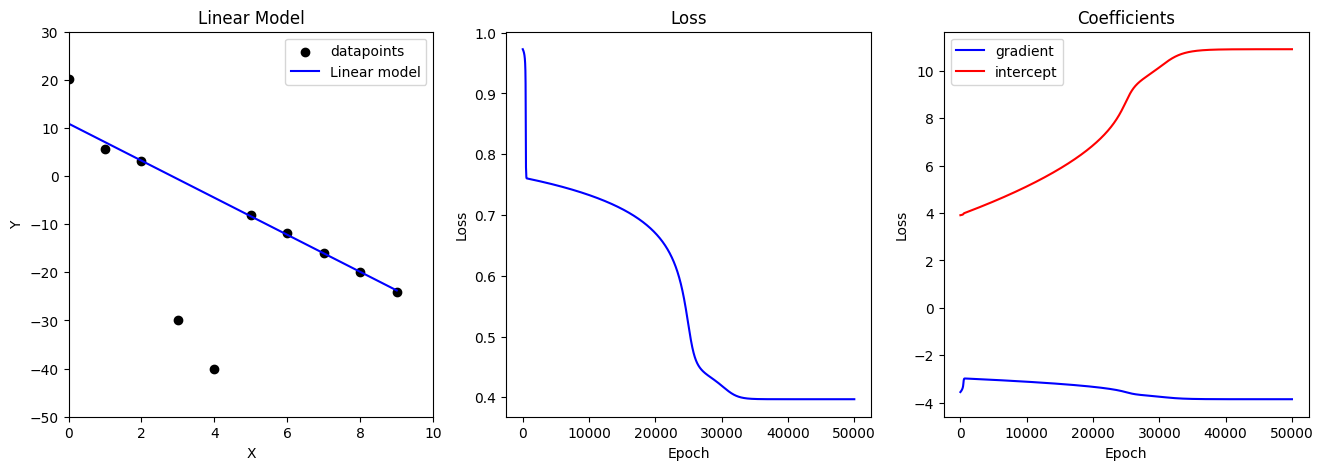 Linear Model
30
20
10
0
−10
−20
−30
−40
−50
Y
0 2 4 6 8 10
X
datapoints
Linear model
Loss
1.0
0.9
0.8
0.7
0.6
0.5
0.4
Loss
0 10000 20000 30000 40000 50000
Epoch
Coefficients
gradient
intercept
10
8
6
4
2
0
−2
−4
Loss
0 10000 20000 30000 40000 50000
Epoch